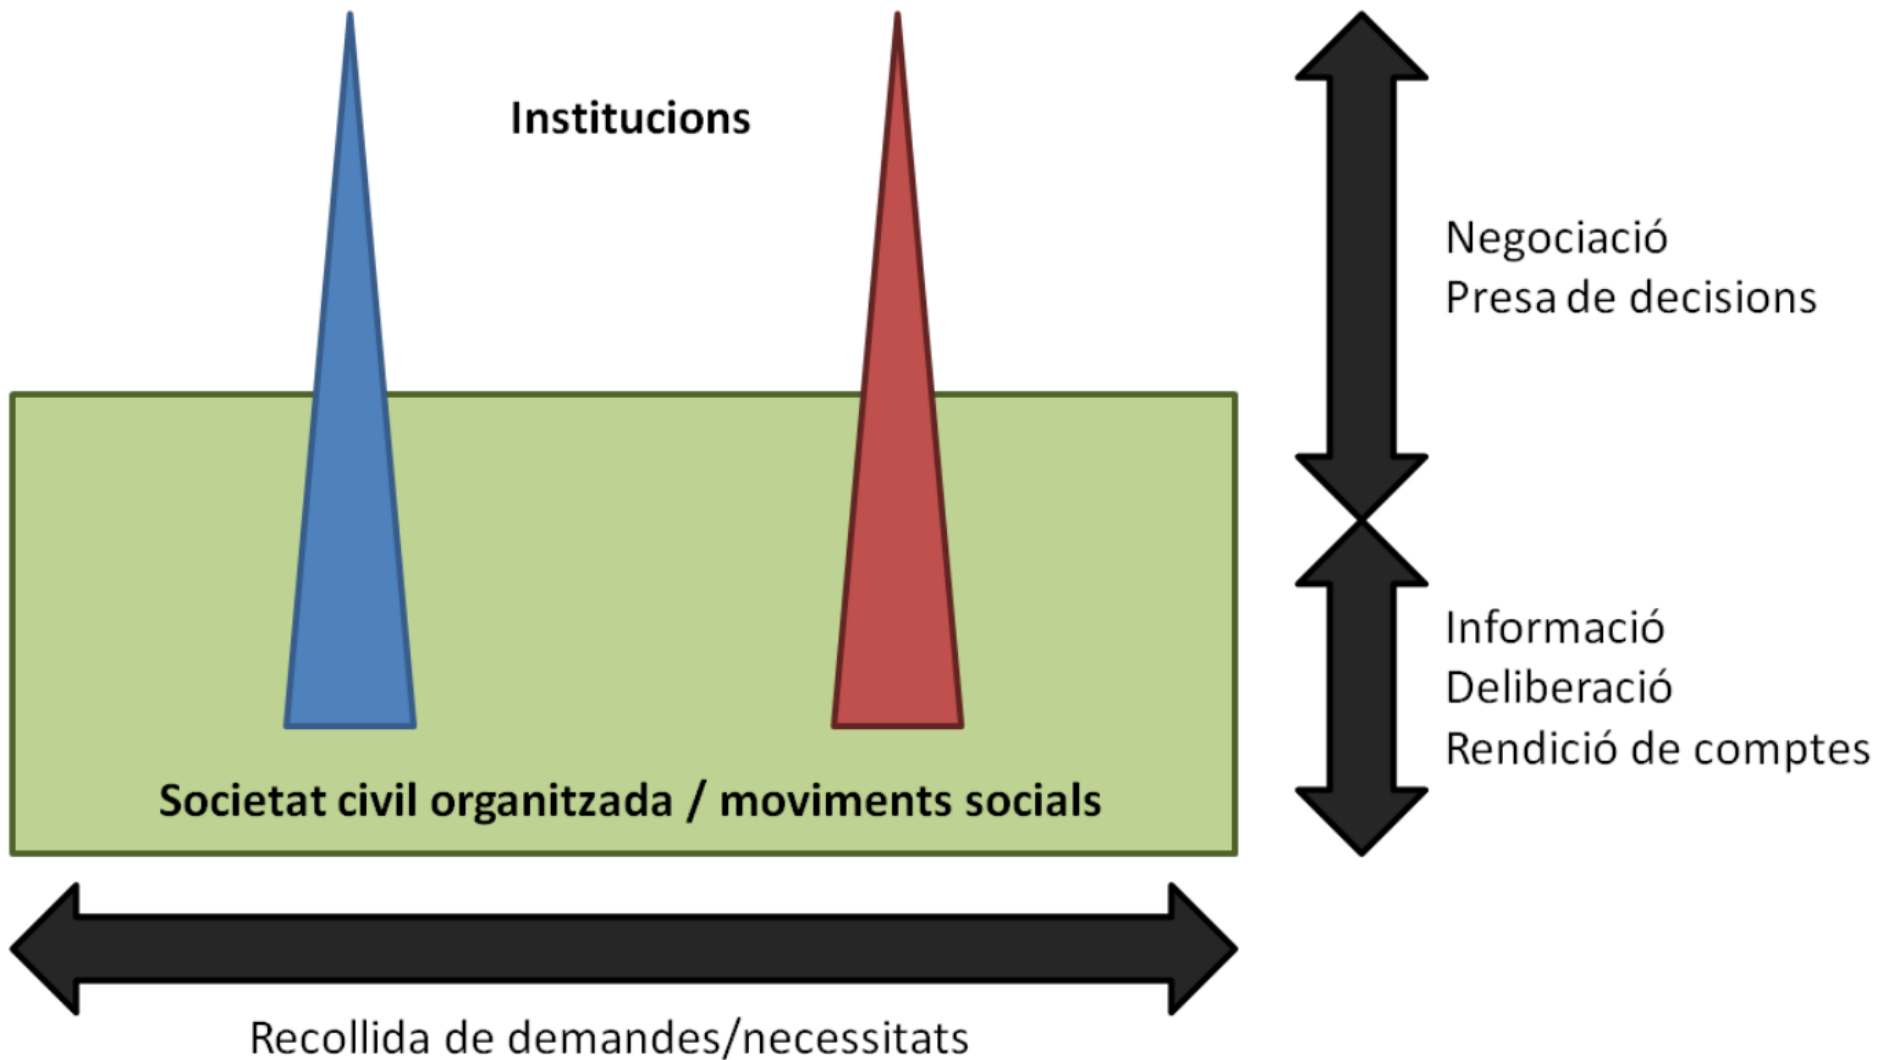 Institucions
Negociació
Presa de decisions
Informació
Deliberació
Rendició de comptes
Societat civil organitzada / moviments socials
Recollida de demandes/necessitats